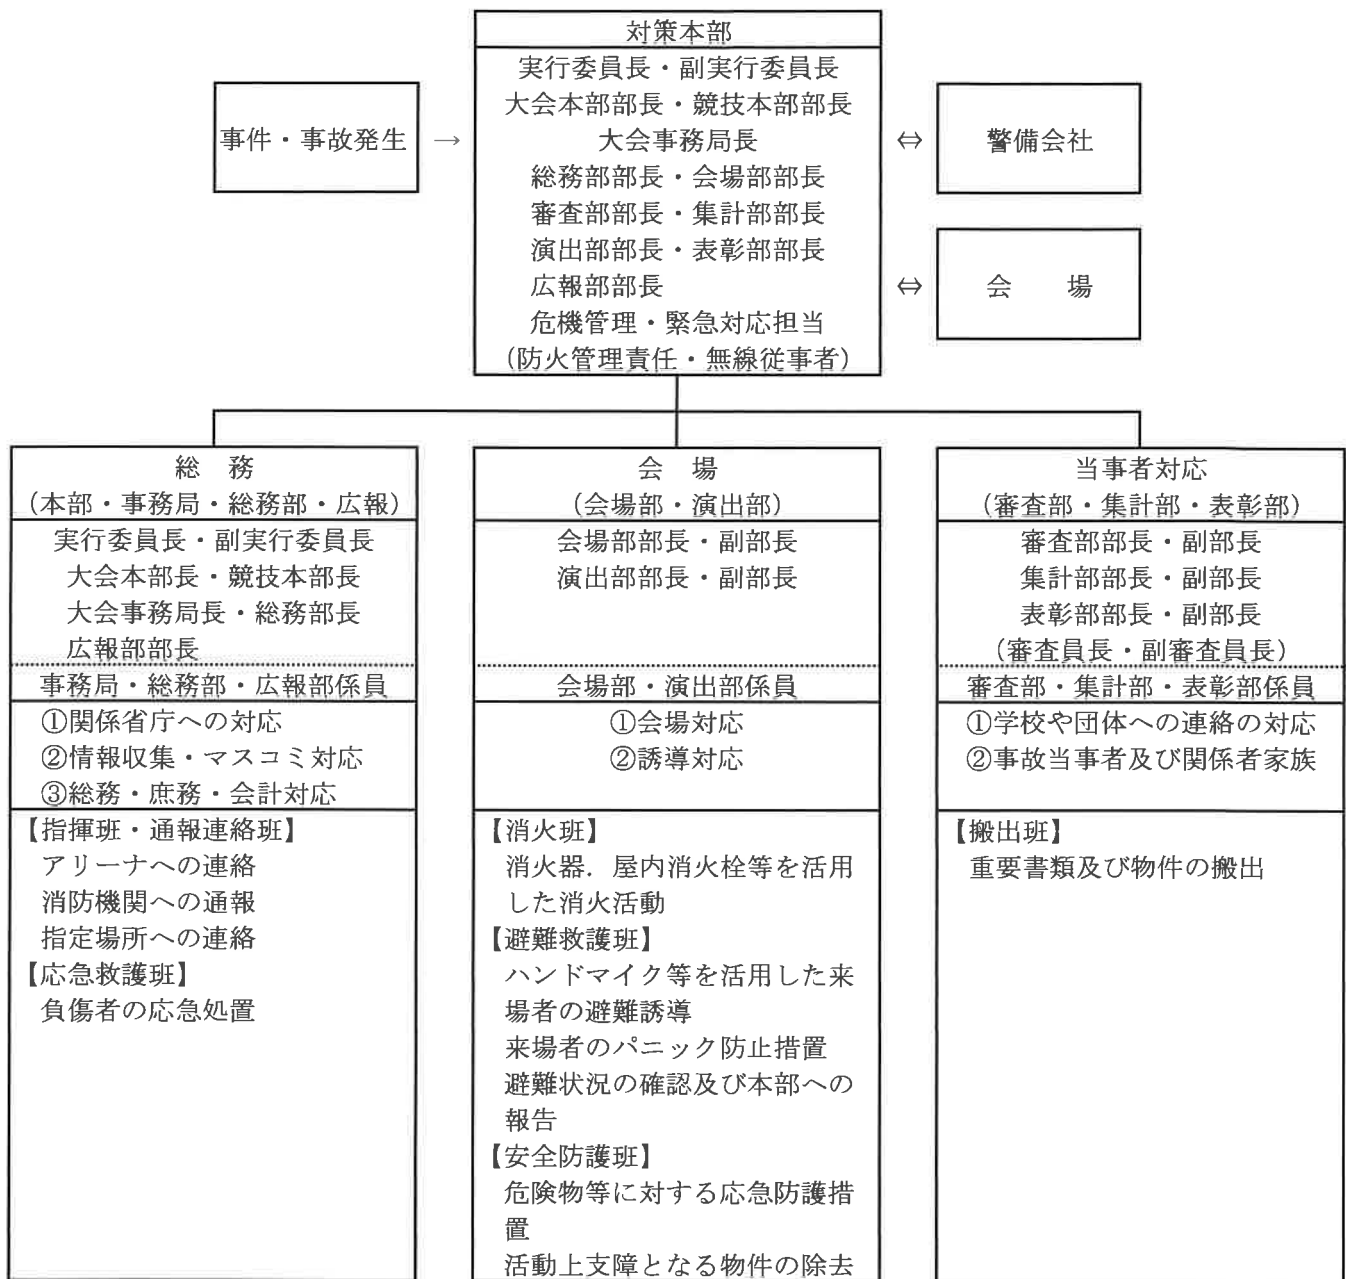 対策本部
実行委員長・副実行委員長
大会本部部長・競技本部部長
大会事務局長
総務部部長・会場部部長
審査部部長・集計部部長
演出部部長・表彰部部長
広報部部長
危機管理・緊急対応担当
(防火管理責任・無線従事者)
事件・事故発生 →
⇔ 警備会社
⇔ 会　場
総　務
(本部・事務局・総務部・広報)
実行委員長・副実行委員長
大会本部長・競技本部長
大会事務局長・総務部長
広報部部長
事務局・総務部・広報部係員
①関係省庁への対応
②情報収集・マスコミ対応
③総務・庶務・会計対応
【指揮班・通報連絡班】
アリーナへの連絡
消防機関への通報
指定場所への連絡
【応急救護班】
負傷者の応急処置
会　場
(会場部・演出部)
会場部部長・副部長
演出部部長・副部長
会場部・演出部係員
①会場対応
②誘導対応
【消火班】
消火器．屋内消火栓等を活用
した消火活動
【避難救護班】
ハンドマイク等を活用した来
場者の避難誘導
来場者のパニック防止措置
避難状況の確認及び本部への
報告
【安全防護班】
危険物等に対する応急防護措
置
活動上支障となる物件の除去
当事者対応
(審査部・集計部・表彰部)
審査部部長・副部長
集計部部長・副部長
表彰部部長・副部長
(審査員長・副審査員長)
審査部・集計部・表彰部係員
①学校や団体への連絡の対応
②事故当事者及び関係者家族
【搬出班】
重要書類及び物件の搬出